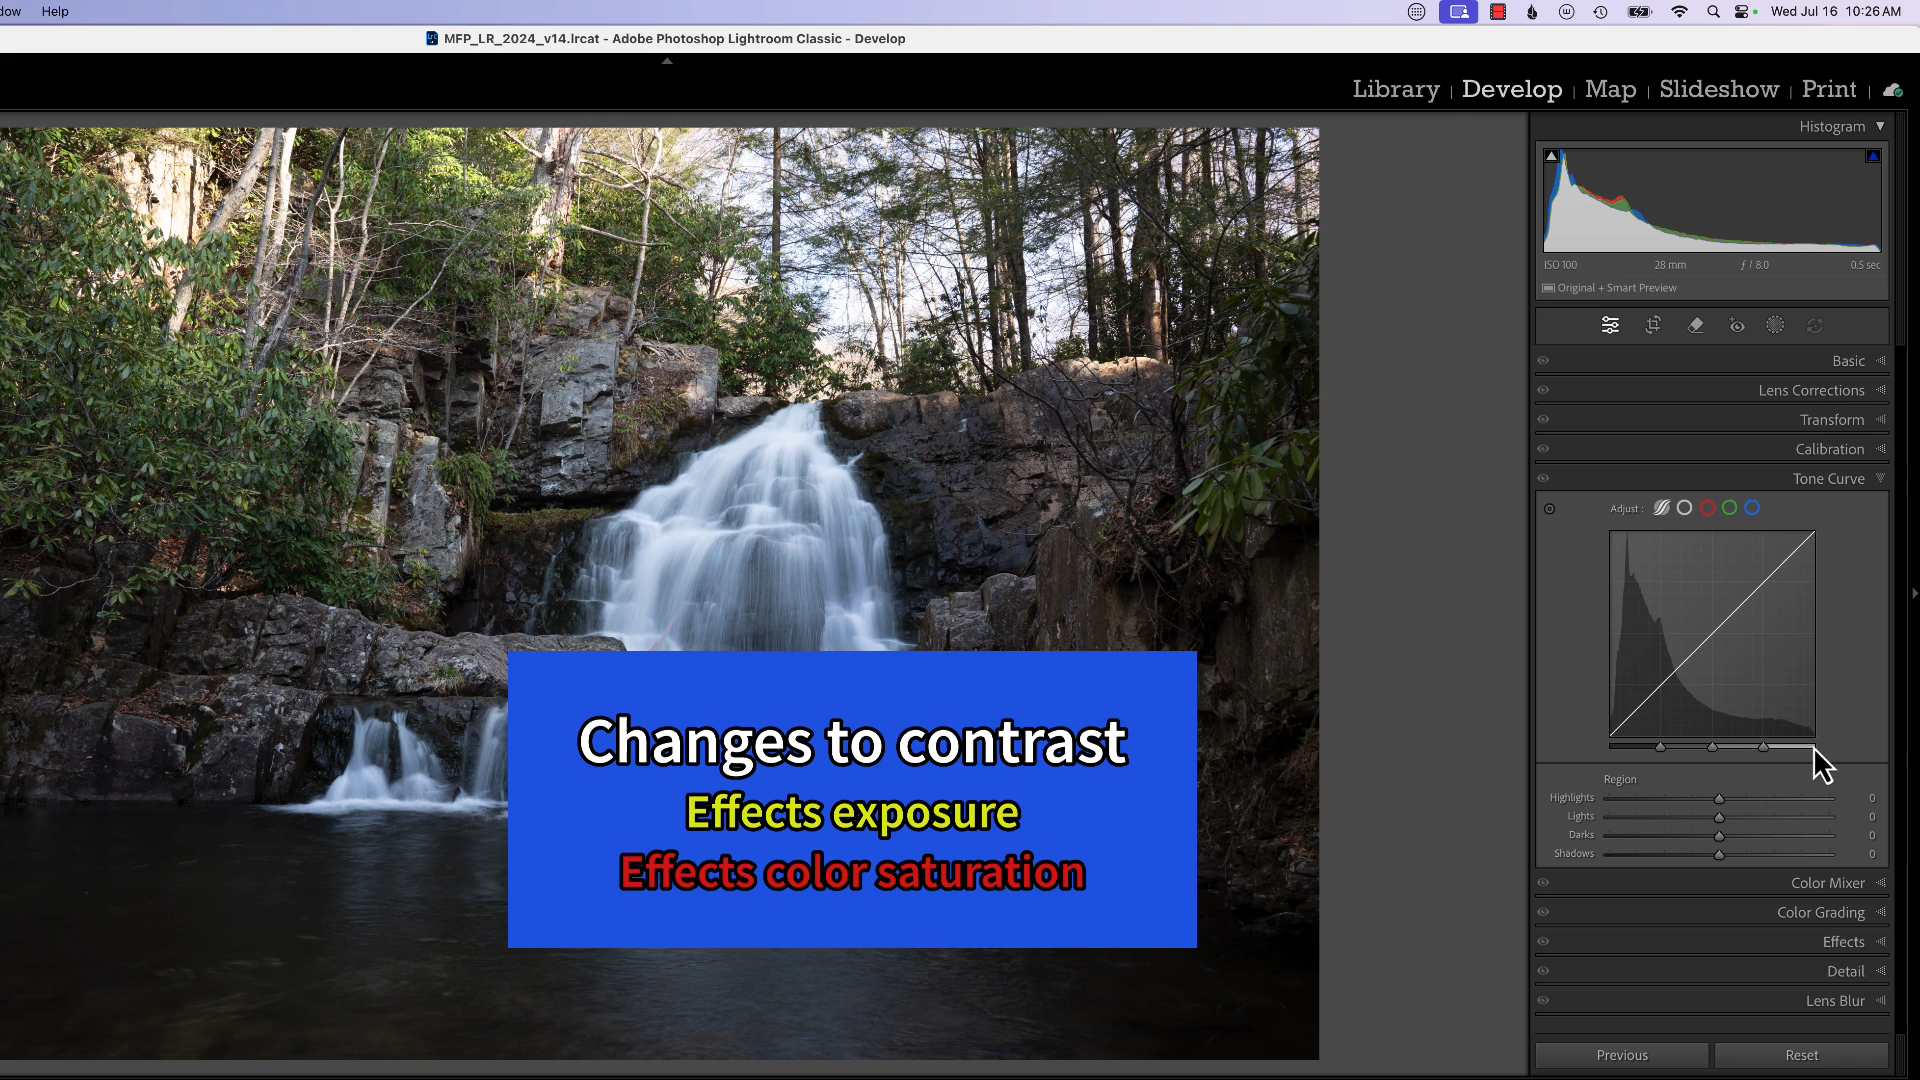 dow Help
Wed Jul 16 10:26 AM
MFP_LR_2024_v14.lrcat - Adobe Photoshop Lightroom Classic - Develop
Library | Develop | Map | Slideshow | Print |
Histogram
ISO 100 28 mm ƒ / 8.0 0.5 sec
Original + Smart Preview
Basic
Lens Corrections
Transform
Calibration
Tone Curve
Adjust :
Region
Highlights 0
Lights 0
Darks 0
Shadows 0
Color Mixer
Color Grading
Effects
Detail
Lens Blur
Previous Reset
Changes to contrast
Effects exposure
Effects color saturation